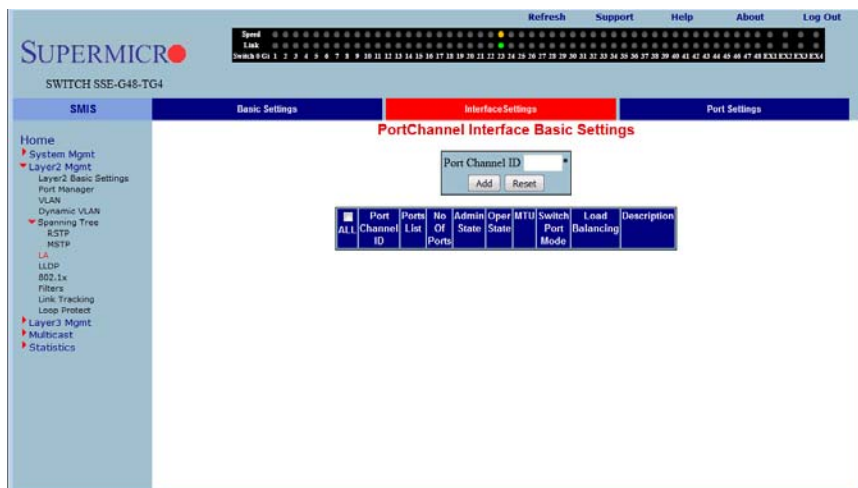 Refresh Support Help About Log Out
Speed
Link
Switch 0 Gi 1 2 3 4 5 6 7 8 9 10 11 12 13 14 15 16 17 18 19 20 21 22 23 24 25 26 27 28 29 30 31 32 33 34 35 36 37 38 39 40 41 42 43 44 45 46 47 48 EX1 EX2 EX3 EX4
SUPERMICRO
SWITCH SSE-G48-TG4
SMIS Basic Settings InterfaceSettings Port Settings
PortChannel Interface Basic Settings
Home
System Mgmt
Layer2 Mgmt
Layer2 Basic Settings
Port Manager
VLAN
Dynamic VLAN
Spanning Tree
RSTP
MSTP
LA
LLDP
802.1x
Filters
Link Tracking
Loop Protect
Layer3 Mgmt
Multicast
Statistics
Port Channel ID *
Add Reset
ALL Port Channel ID Ports List No Of Ports Admin State Oper State MTU Switch Port Mode Load Balancing Description